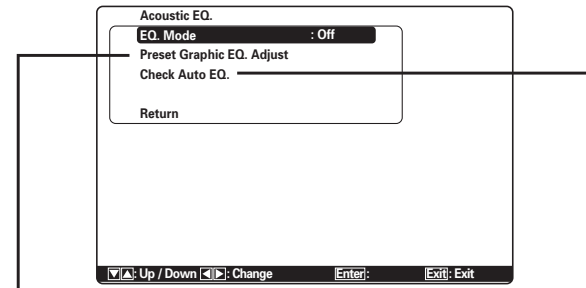 Acoustic EQ.
EQ. Mode : Off
Preset Graphic EQ. Adjust
Check Auto EQ.
Return
▼▲: Up / Down ◀▶: Change Enter: Exit: Exit